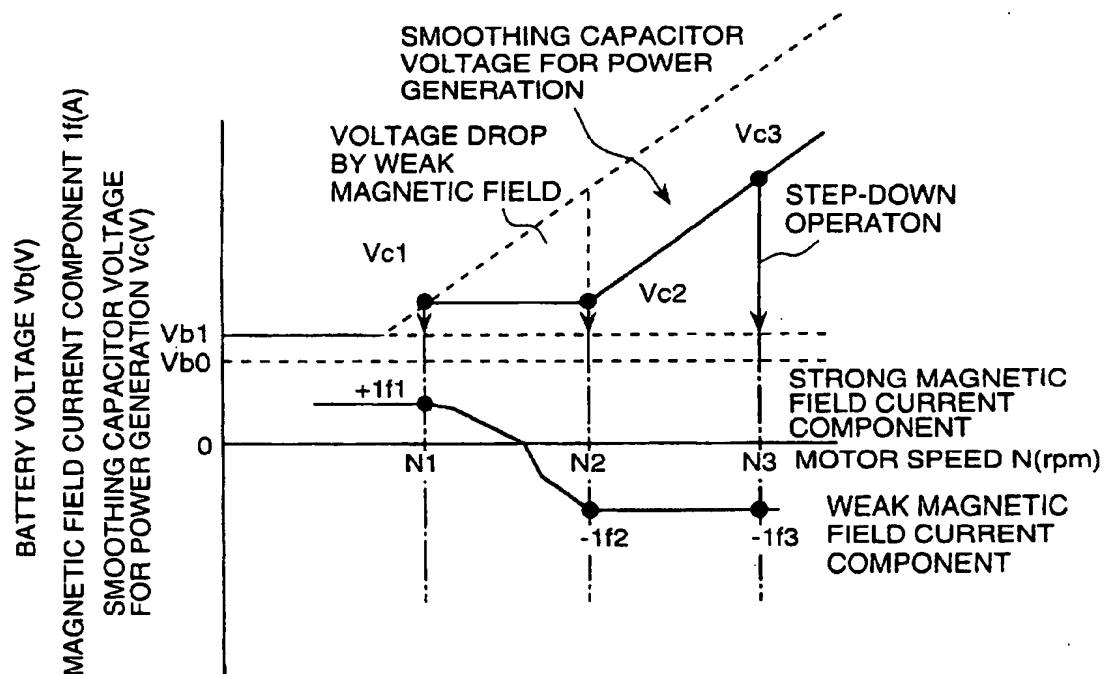 SMOOTHING CAPACITOR
VOLTAGE FOR POWER
GENERATION
VOLTAGE DROP
BY WEAK
MAGNETIC FIELD
Vc3
STEP-DOWN
OPERATON
Vc1
Vc2
Vb1
Vb0
+1f1
STRONG MAGNETIC
FIELD CURRENT
COMPONENT
0
N1
N2
N3
MOTOR SPEED N(rpm)
-1f2
-1f3
WEAK MAGNETIC
FIELD CURRENT
COMPONENT
BATTERY VOLTAGE Vb(V)
MAGNETIC FIELD CURRENT COMPONENT 1f(A)
SMOOTHING CAPACITOR VOLTAGE
FOR POWER GENERATION Vc(V)